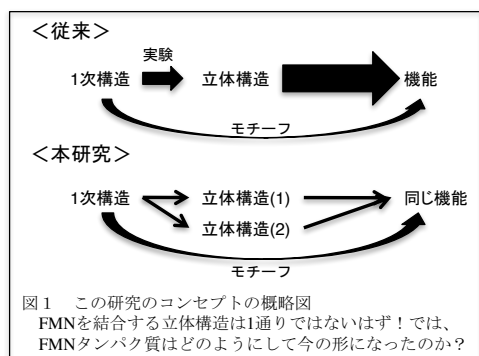 ＜従来＞
実験
1次構造 立体構造 機能
モチーフ
＜本研究＞
1次構造 立体構造(1) 同じ機能
立体構造(2)
モチーフ
図１　この研究のコンセプトの概略図
FMNを結合する立体構造は1通りではないはず！では、
FMNタンパク質はどのようにして今の形になったのか？